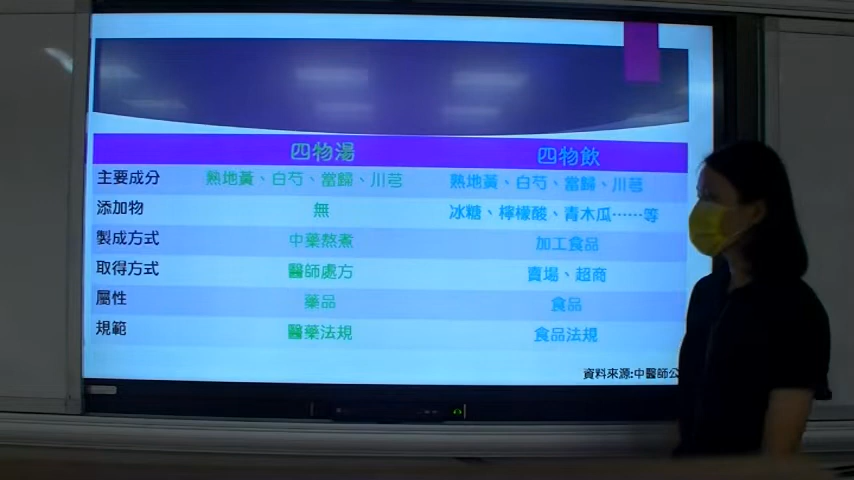 四物湯 四物飲
主要成分 熟地黃、白芍、當歸、川芎 熟地黃、白芍、當歸、川芎
添加物 無 冰糖、檸檬酸、青木瓜……等
製成方式 中藥熬煮 加工食品
取得方式 醫師處方 賣場、超商
屬性 藥品 食品
規範 醫藥法規 食品法規
資料來源:中醫師公